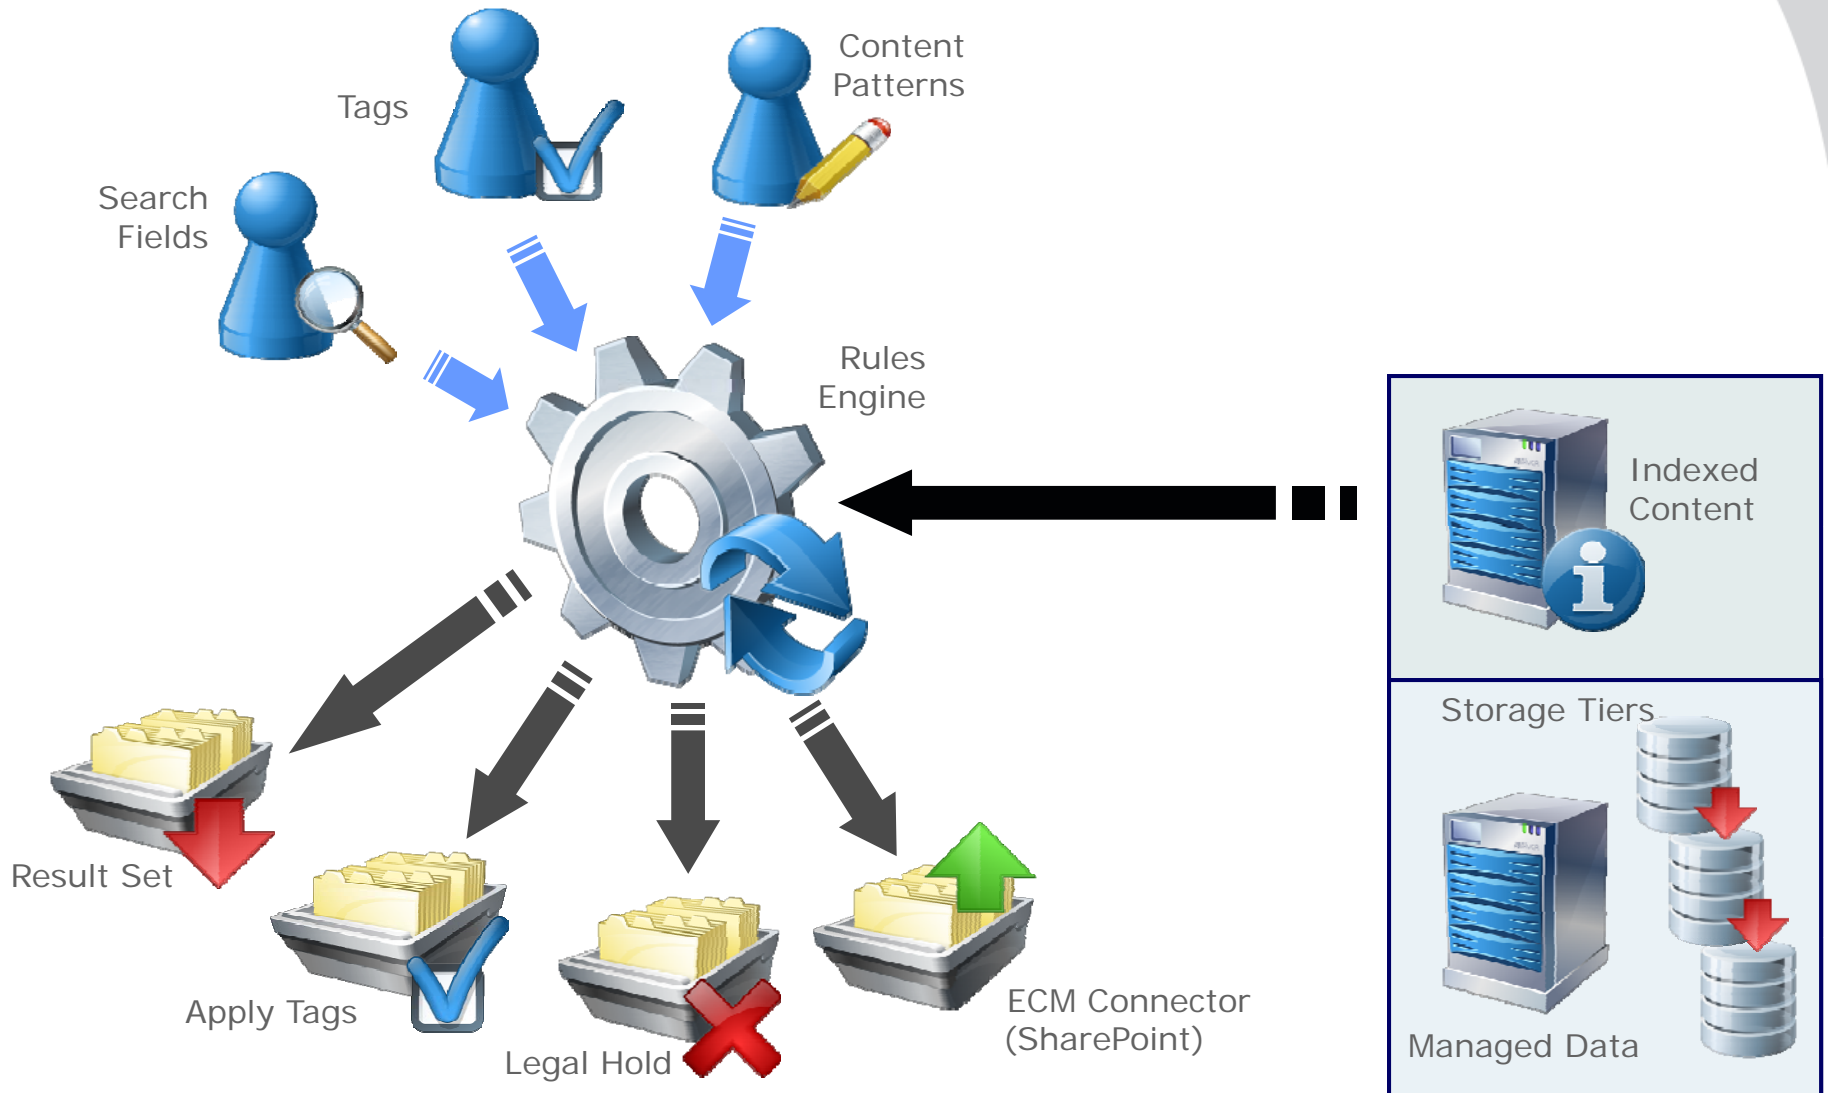 Content
Patterns
Tags
Search
Fields
Rules
Engine
Indexed
Content
Storage Tiers
Result Set
Apply Tags
Legal Hold
ECM Connector
(SharePoint)
Managed Data